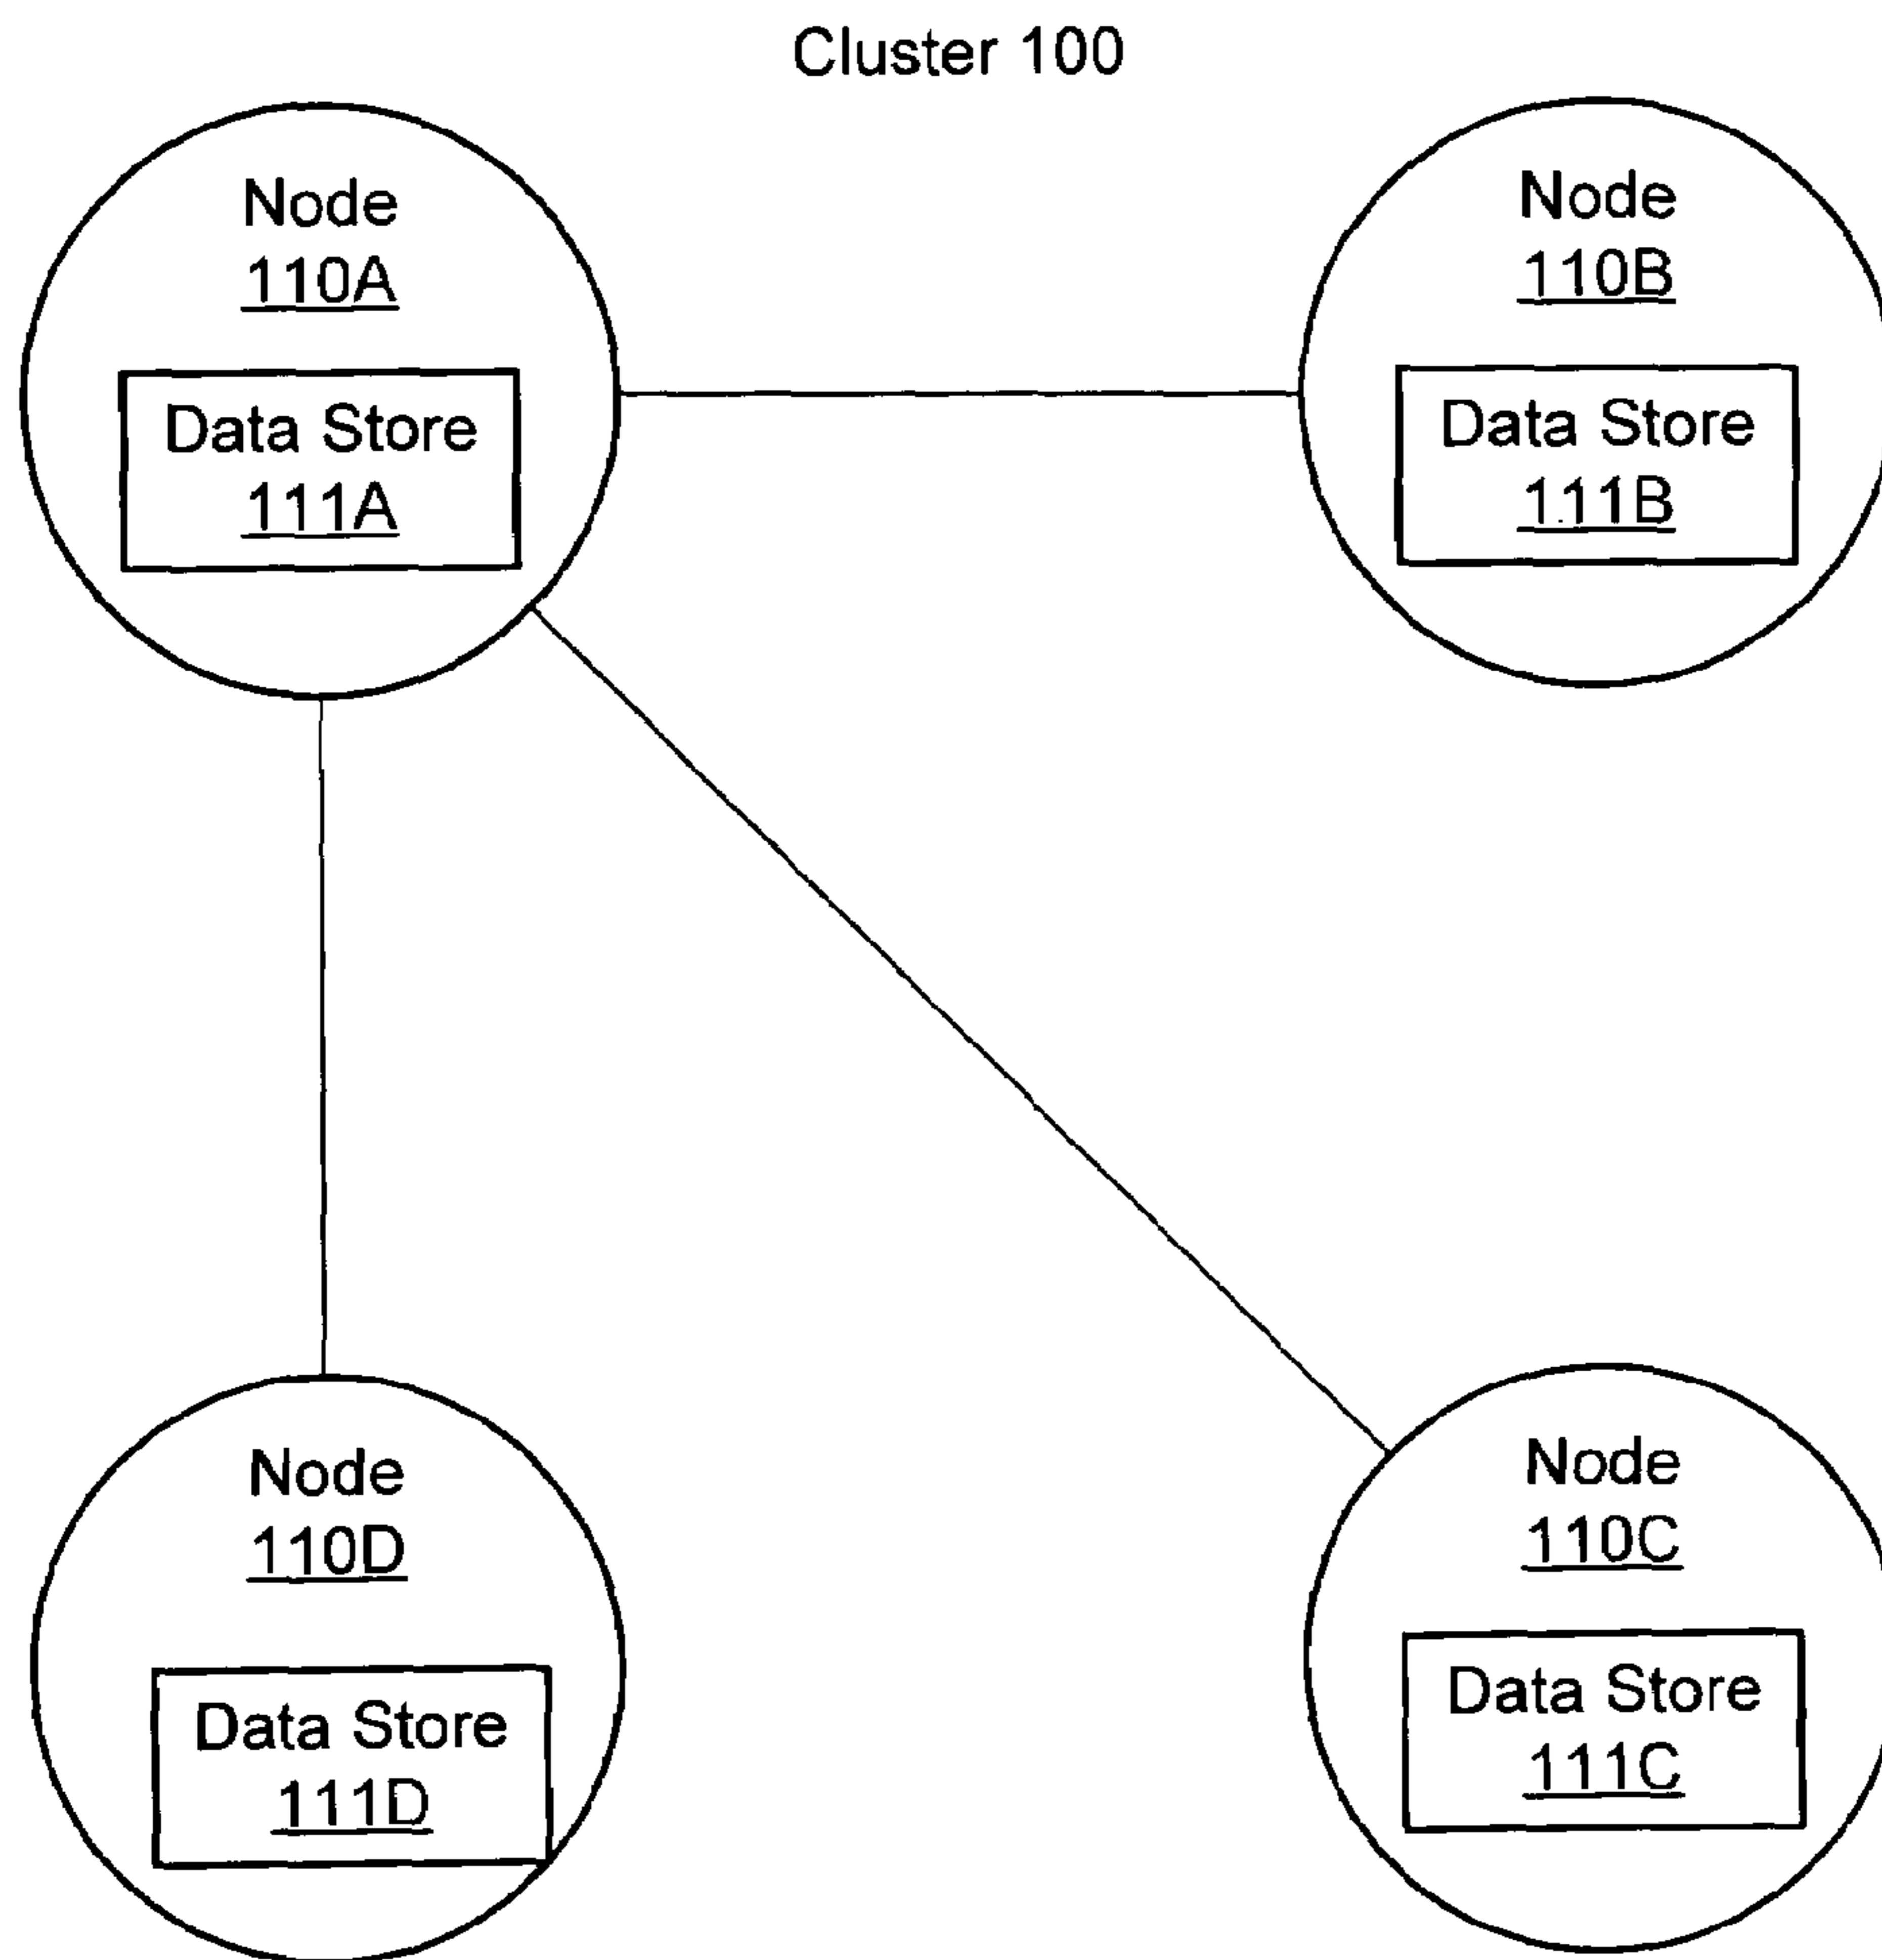 Cluster 100
Node
110A
Data Store
111A
Node
110B
Data Store
111B
Node
110D
Data Store
111D
Node
110C
Data Store
111C